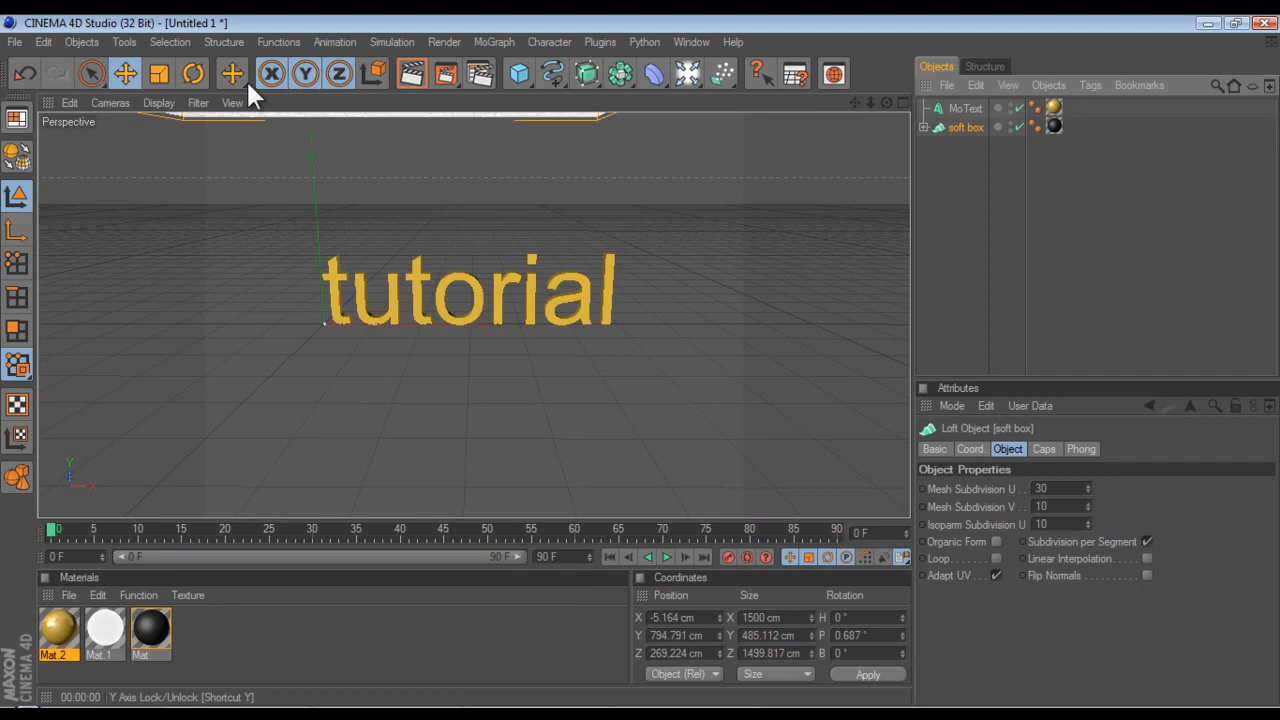 CINEMA 4D Studio (32 Bit) - [Untitled 1 *]
File Edit Objects Tools Selection Structure Functions Animation Simulation Render MoGraph Character Plugins Python Window Help
X Y Z
Objects Structure
File Edit View Objects Tags Bookmarks
MoText
soft box
Edit Cameras Display Filter View
Perspective
tutorial
Y
X
Attributes
Mode Edit User Data
Loft Object [soft box]
Basic Coord. Object Caps Phong
Object Properties
Mesh Subdivision U . . 30
Mesh Subdivision V . . 10
Isoparm Subdivision U 10
Organic Form Subdivision per Segment
Loop Linear Interpolation
Adapt UV Flip Normals
0 5 10 15 20 25 30 35 40 45 50 55 60 65 70 75 80 85 90 0 F
0 F 0 F 90 F 90 F
Materials
File Edit Function Texture
Mat.2 Mat.1 Mat
Coordinates
Position Size Rotation
X -5.164 cm X 1500 cm H 0 °
Y 794.791 cm Y 485.112 cm P 0.687 °
Z 269.224 cm Z 1499.817 cm B 0 °
Object (Rel) Size Apply
MAXON CINEMA 4D
00:00:00 Y Axis Lock/Unlock [Shortcut Y]